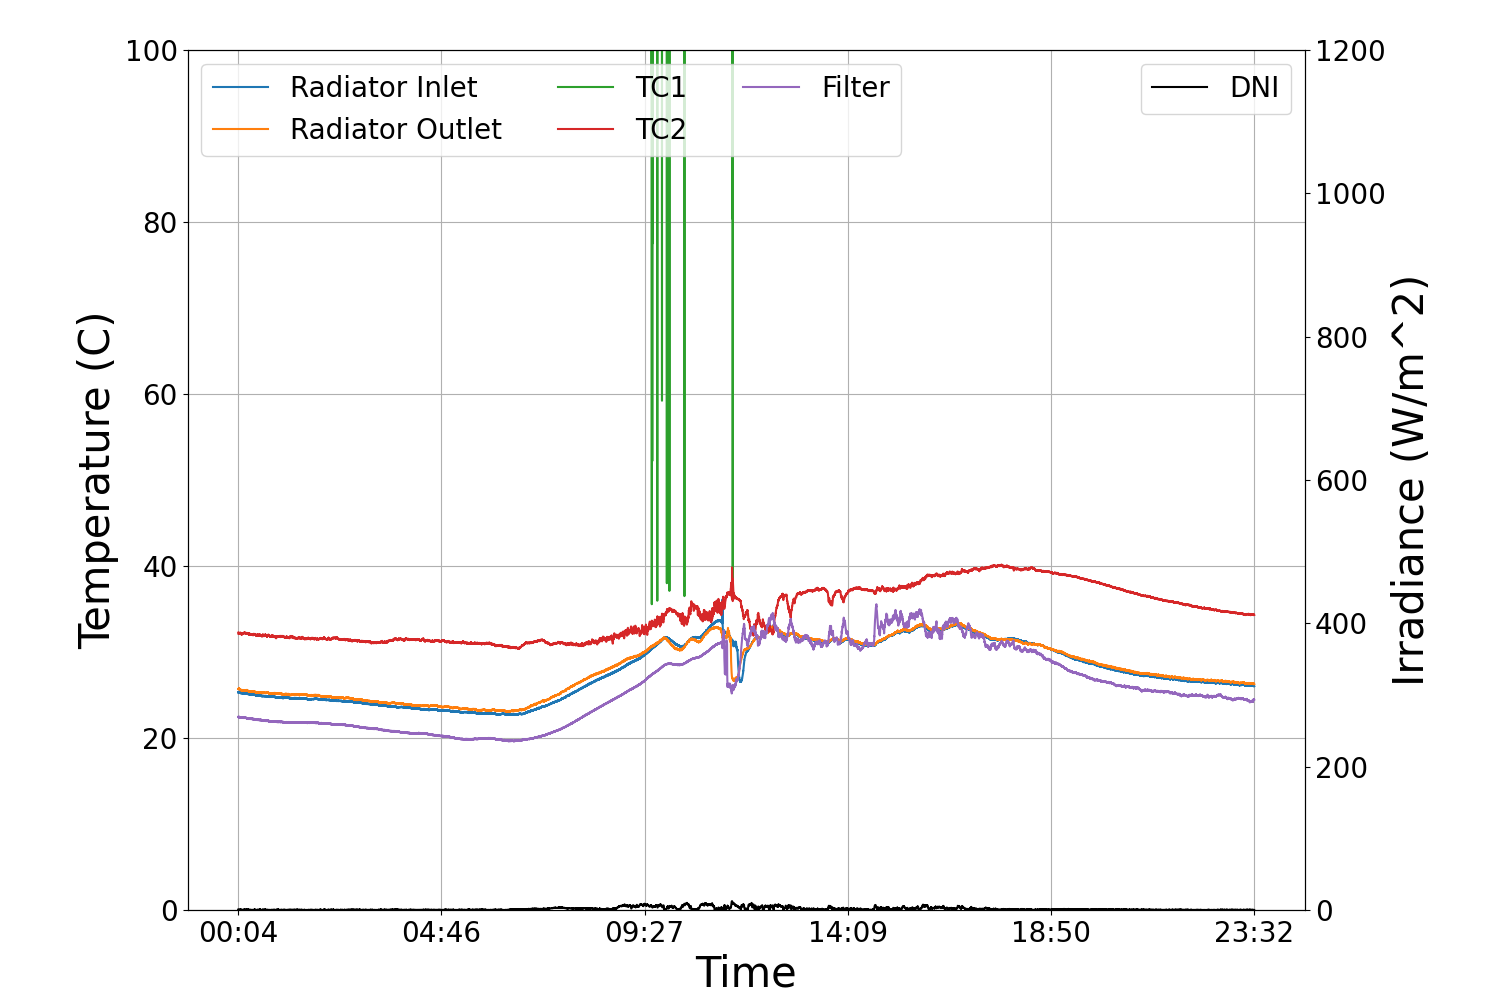 Radiator Inlet
Radiator Outlet
TC1
TC2
Filter
DNI
100
80
60
40
20
0
Temperature (C)
1200
1000
800
600
400
200
0
Irradiance (W/m^2)
00:04 04:46 09:27 14:09 18:50 23:32
Time